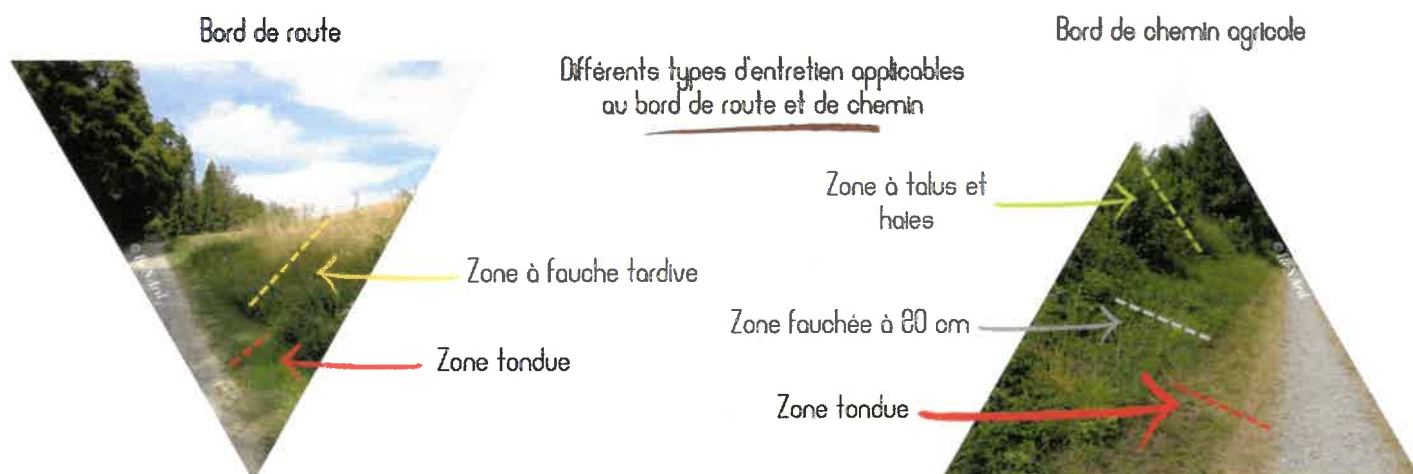 Bord de route
Différents types d'entretien applicables
au bord de route et de chemin
Bord de chemin agricole
Zone à fauche tardive
Zone tondue
Zone à talus et
haies
Zone fauchée à 80 cm
Zone tondue